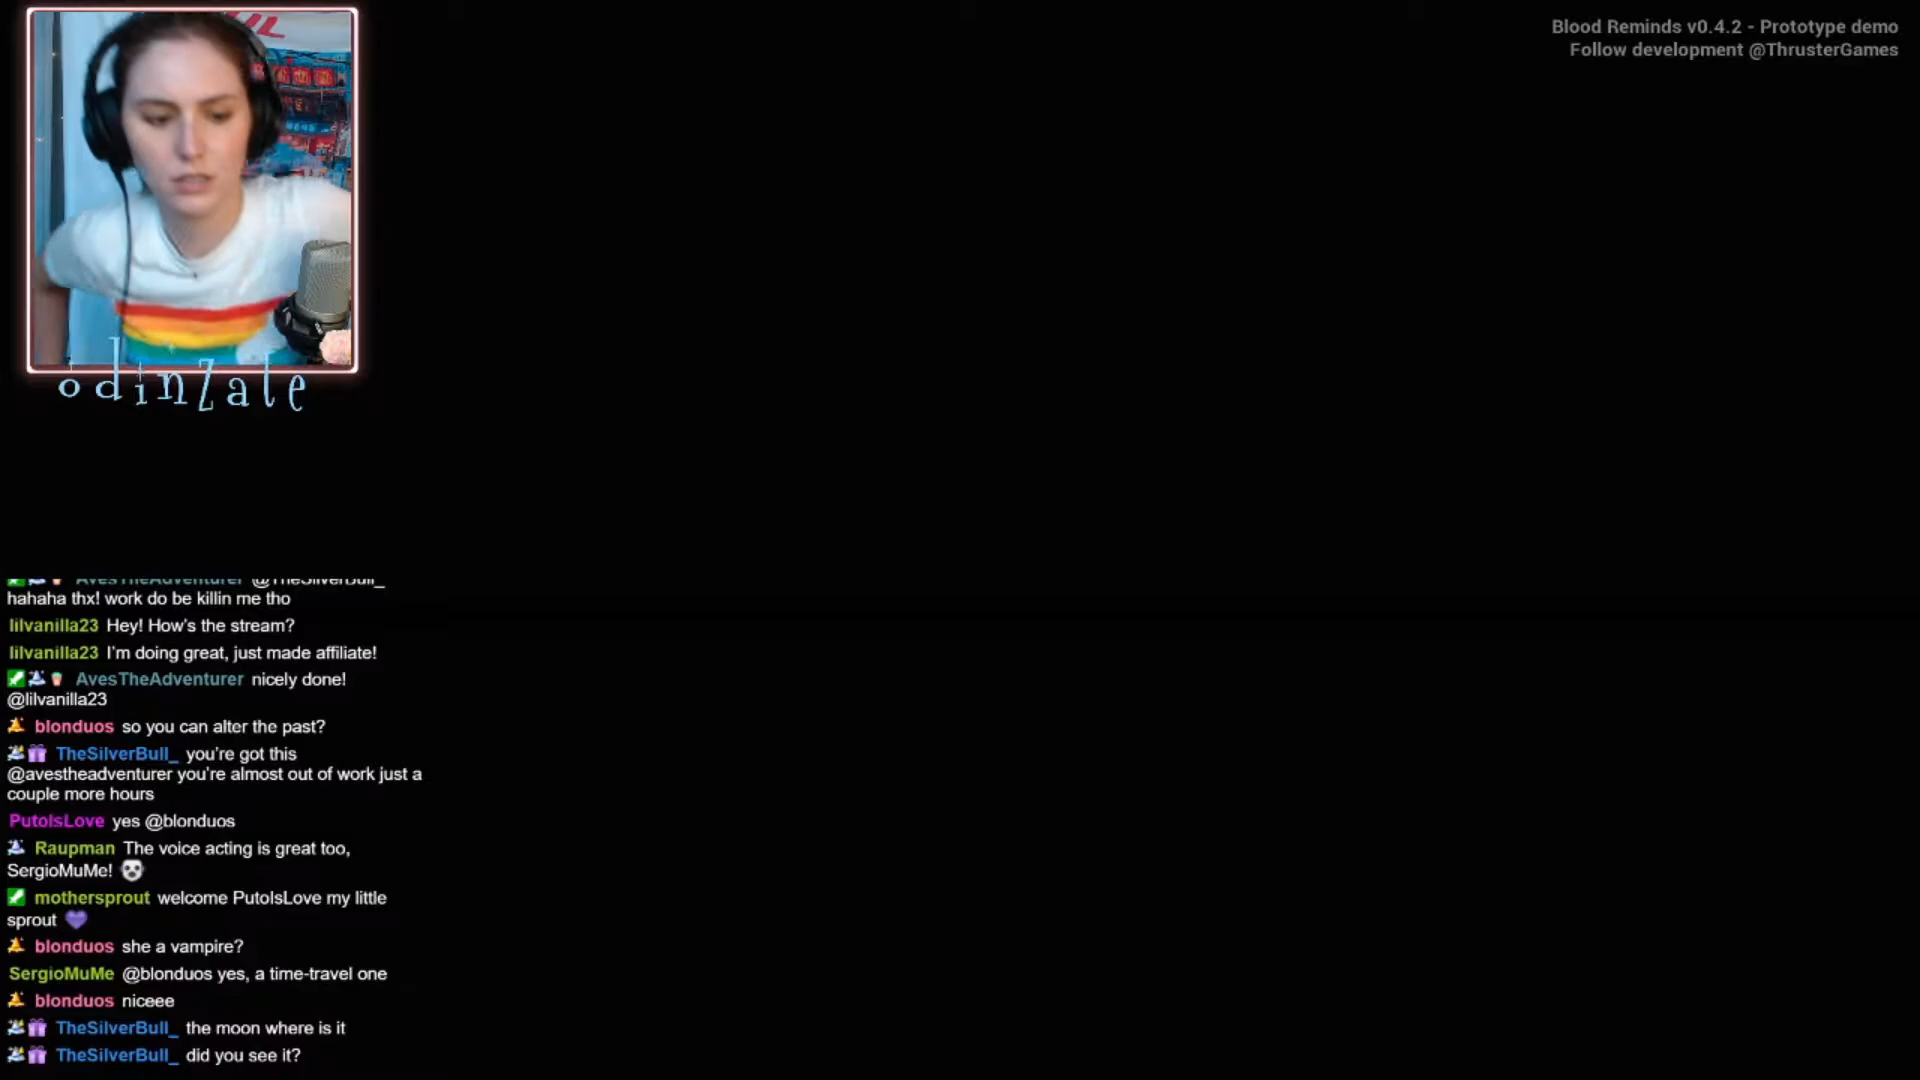 Blood Reminds v0.4.2 - Prototype demo
Follow development @ThrusterGames
odinzale
AvesTheAdventurer @TheSilverBull_
hahaha thx! work do be killin me tho
lilvanilla23 Hey! How's the stream?
lilvanilla23 I'm doing great, just made affiliate!
AvesTheAdventurer nicely done!
@lilvanilla23
blonduos so you can alter the past?
TheSilverBull_ you're got this
@avestheadventurer you're almost out of work just a
couple more hours
PutoIsLove yes @blonduos
Raupman The voice acting is great too,
SergioMuMe!
mothersprout welcome PutoIsLove my little
sprout
blonduos she a vampire?
SergioMuMe @blonduos yes, a time-travel one
blonduos niceee
TheSilverBull_ the moon where is it
TheSilverBull_ did you see it?